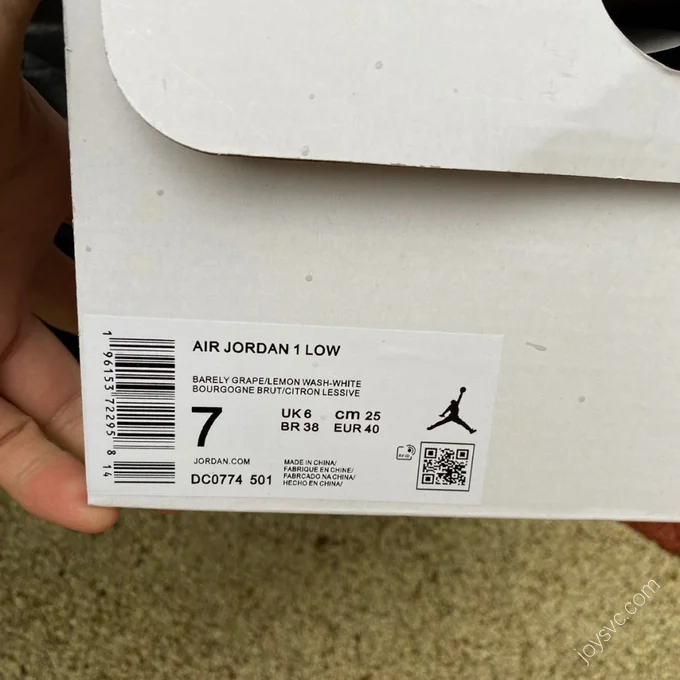 AIR JORDAN 1 LOW
BARELY GRAPE/LEMON WASH-WHITE
BOURGOGNE BRUT/CITRON LESSIVE
7
UK 6 cm 25
BR 38 EUR 40
JORDAN.COM
DC0774 501
MADE IN CHINA/
FABRIQUE EN CHINE/
FABRCADO NA CHINA/
HECHO EN CHINA/
RFID
1 96153 72295 8 14
joysvc.com